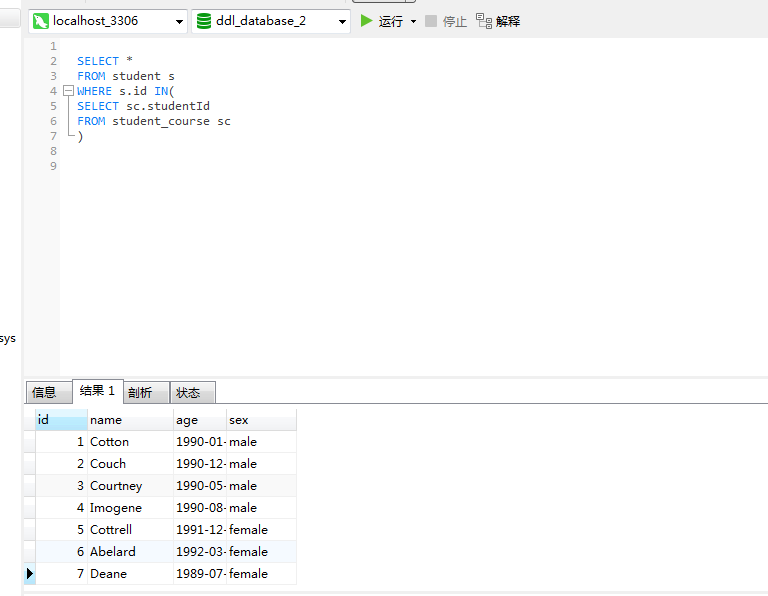 localhost_3306 ddl_database_2 运行 停止 解释
1
2 SELECT *
3 FROM student s
4 WHERE s.id IN(
5 SELECT sc.studentId
6 FROM student_course sc
7 )
8
9
sys
信息 结果 1 剖析 状态
id name age sex
1 Cotton 1990-01- male
2 Couch 1990-12- male
3 Courtney 1990-05- male
4 Imogene 1990-08- male
5 Cottrell 1991-12- female
6 Abelard 1992-03- female
7 Deane 1989-07- female